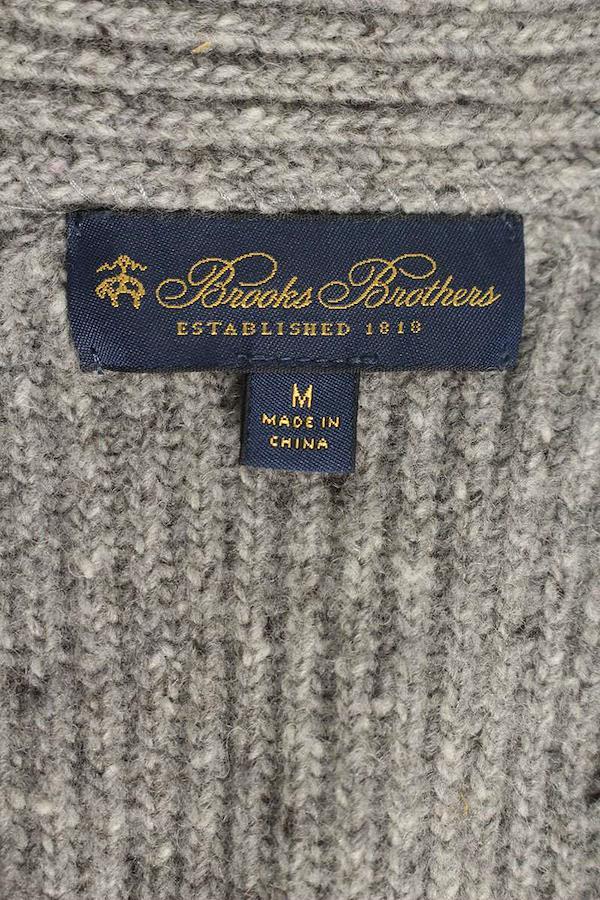 Brooks Brothers
ESTABLISHED 1818
M
MADE IN
CHINA